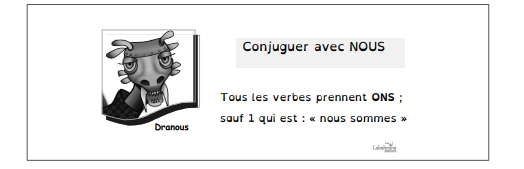 Conjuguer avec NOUS
Tous les verbes prennent ONS ;
sauf 1 qui est : « nous sommes »
Dranous